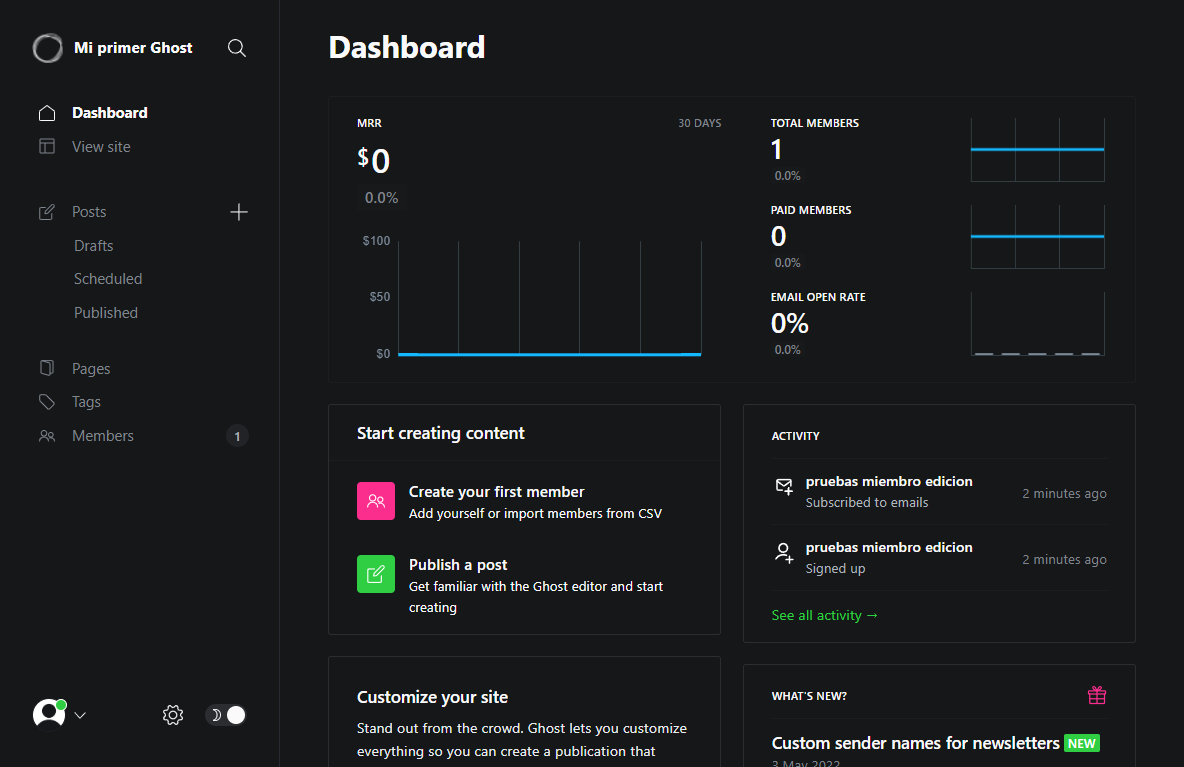 Mi primer Ghost
Dashboard
View site
Posts
Drafts
Scheduled
Published
Pages
Tags
Members
1
Dashboard
MRR
30 DAYS
$0
0.0%
$100
$50
$0
TOTAL MEMBERS
1
0.0%
PAID MEMBERS
0
0.0%
EMAIL OPEN RATE
0%
0.0%
Start creating content
Create your first member
Add yourself or import members from CSV
Publish a post
Get familiar with the Ghost editor and start
creating
ACTIVITY
pruebas miembro edicion
Subscribed to emails
2 minutes ago
pruebas miembro edicion
Signed up
2 minutes ago
See all activity →
Customize your site
Stand out from the crowd. Ghost lets you customize
everything so you can create a publication that
WHAT'S NEW?
Custom sender names for newsletters NEW
3 May 2022